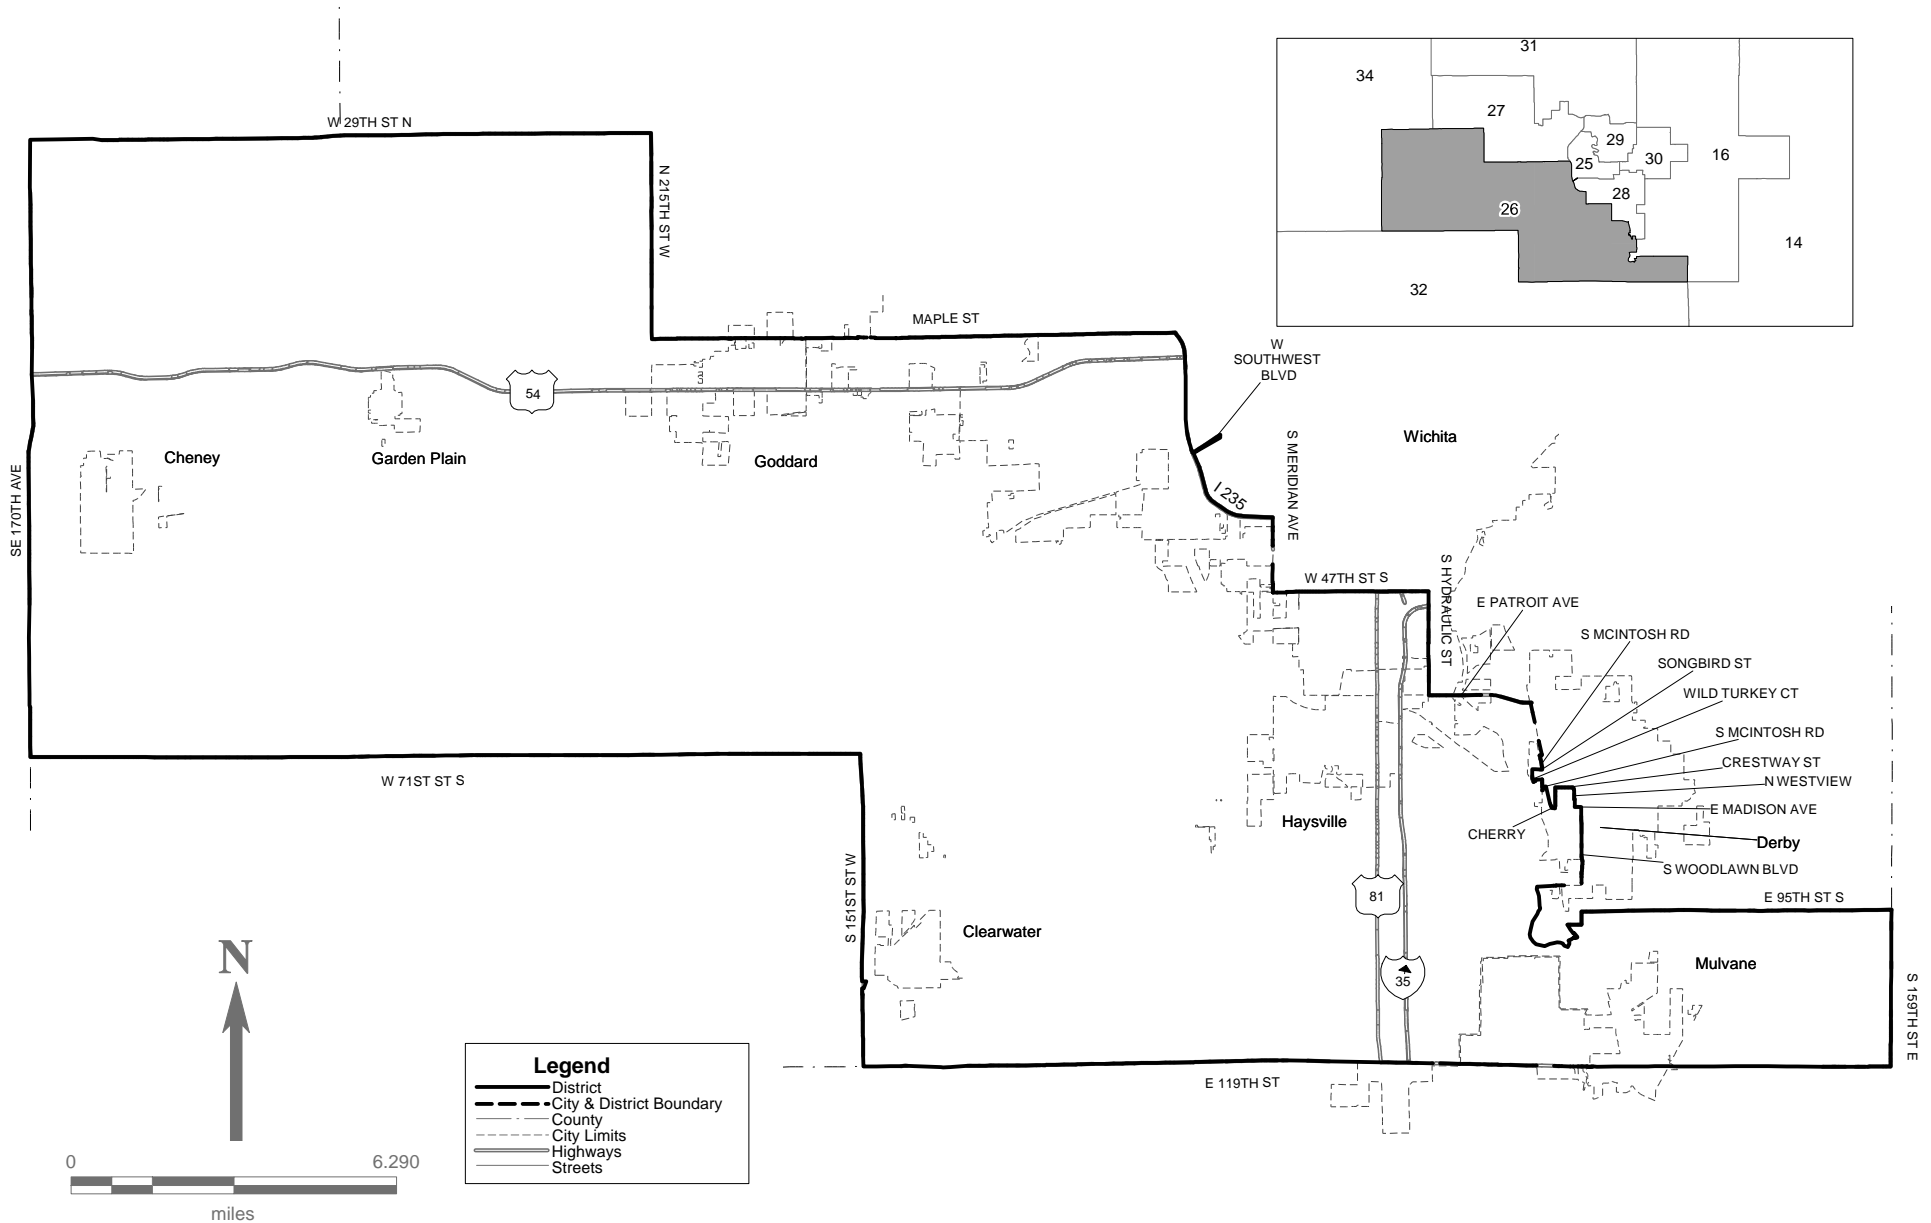 31
34
27
29
25
30
16
28
26
14
32
W 29TH ST N
N 215TH ST W
MAPLE ST
W
SOUTHWEST
BLVD
54
Cheney
Garden Plain
Goddard
Wichita
S MERIDIAN AVE
I 235
SE 170TH AVE
W 47TH ST S
S HYDRAULIC ST
E PATROIT AVE
S MCINTOSH RD
SONGBIRD ST
WILD TURKEY CT
S MCINTOSH RD
CRESTWAY ST
N WESTVIEW
E MADISON AVE
CHERRY
Derby
S WOODLAWN BLVD
W 71ST ST S
Haysville
81
E 95TH ST S
S 151ST ST W
Clearwater
35
Mulvane
S 159TH ST E
E 119TH ST
N
Legend
District
City & District Boundary
County
City Limits
Highways
Streets
0 6.290
miles